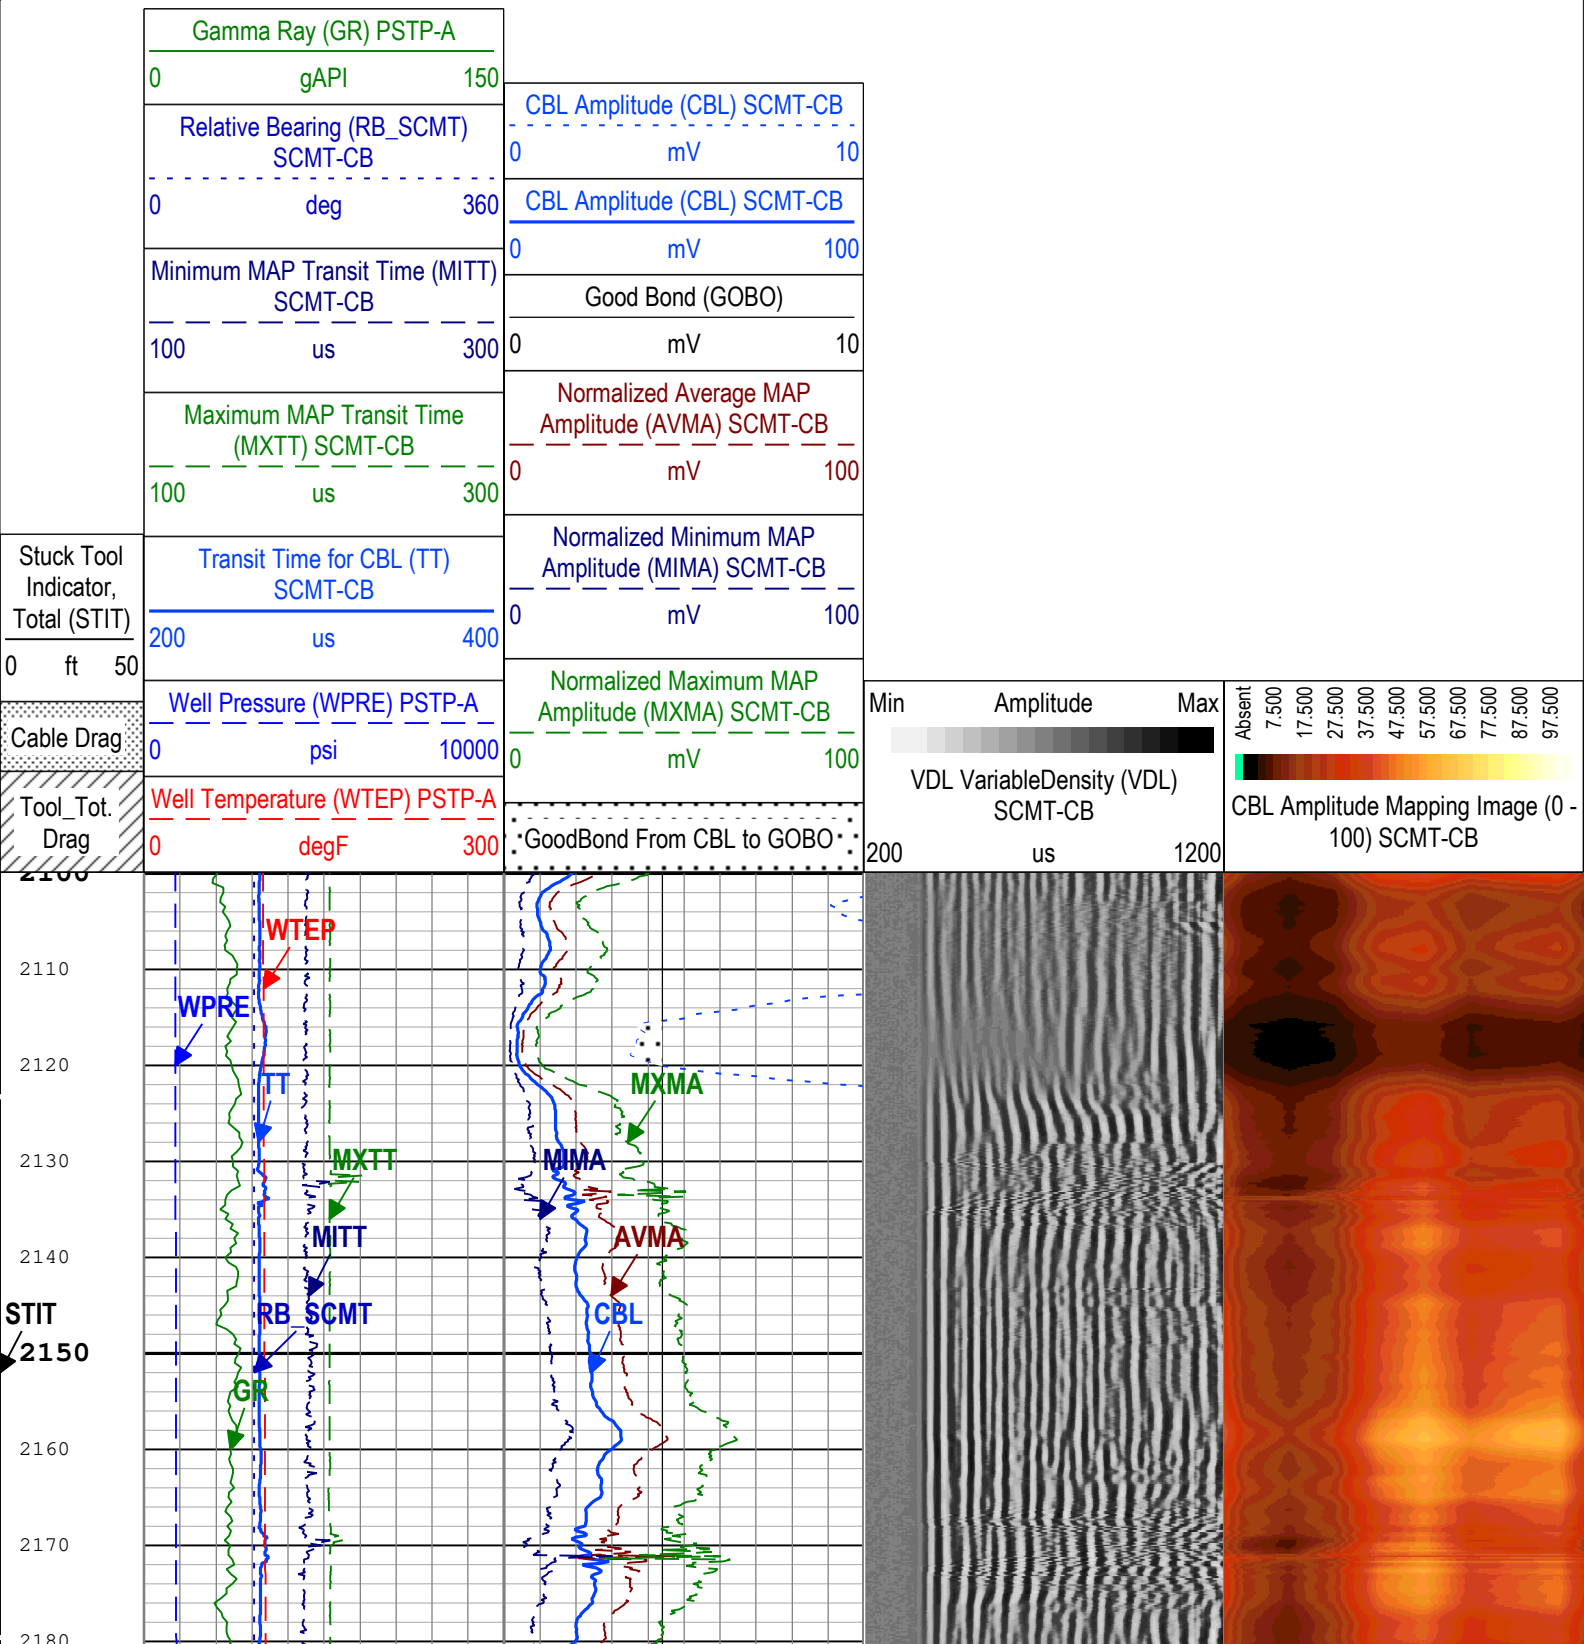 Gamma Ray (GR) PSTP-A
0 gAPI 150
Relative Bearing (RB_SCMT)
SCMT-CB
0 deg 360
Minimum MAP Transit Time (MITT)
SCMT-CB
100 us 300
Maximum MAP Transit Time
(MXTT) SCMT-CB
100 us 300
Transit Time for CBL (TT)
SCMT-CB
200 us 400
Well Pressure (WPRE) PSTP-A
0 psi 10000
Well Temperature (WTEP) PSTP-A
0 degF 300
Stuck Tool
Indicator,
Total (STIT)
0 ft 50
Cable Drag
Tool_Tot.
Drag
CBL Amplitude (CBL) SCMT-CB
0 mV 10
CBL Amplitude (CBL) SCMT-CB
0 mV 100
Good Bond (GOBO)
0 mV 10
Normalized Average MAP
Amplitude (AVMA) SCMT-CB
0 mV 100
Normalized Minimum MAP
Amplitude (MIMA) SCMT-CB
0 mV 100
Normalized Maximum MAP
Amplitude (MXMA) SCMT-CB
0 mV 100
GoodBond From CBL to GOBO
Min Amplitude Max
VDL VariableDensity (VDL)
SCMT-CB
200 us 1200
Absent 7.500 17.500 27.500 37.500 47.500 57.500 67.500 77.500 87.500 97.500
CBL Amplitude Mapping Image (0 -
100) SCMT-CB
2100
WTEP
2110
WPRE
2120
TT
MXMA
2130
MXTT
MIMA
MITT
AVMA
2140
STIT
RB_SCMT
CBL
2150
GR
2160
2170
2180